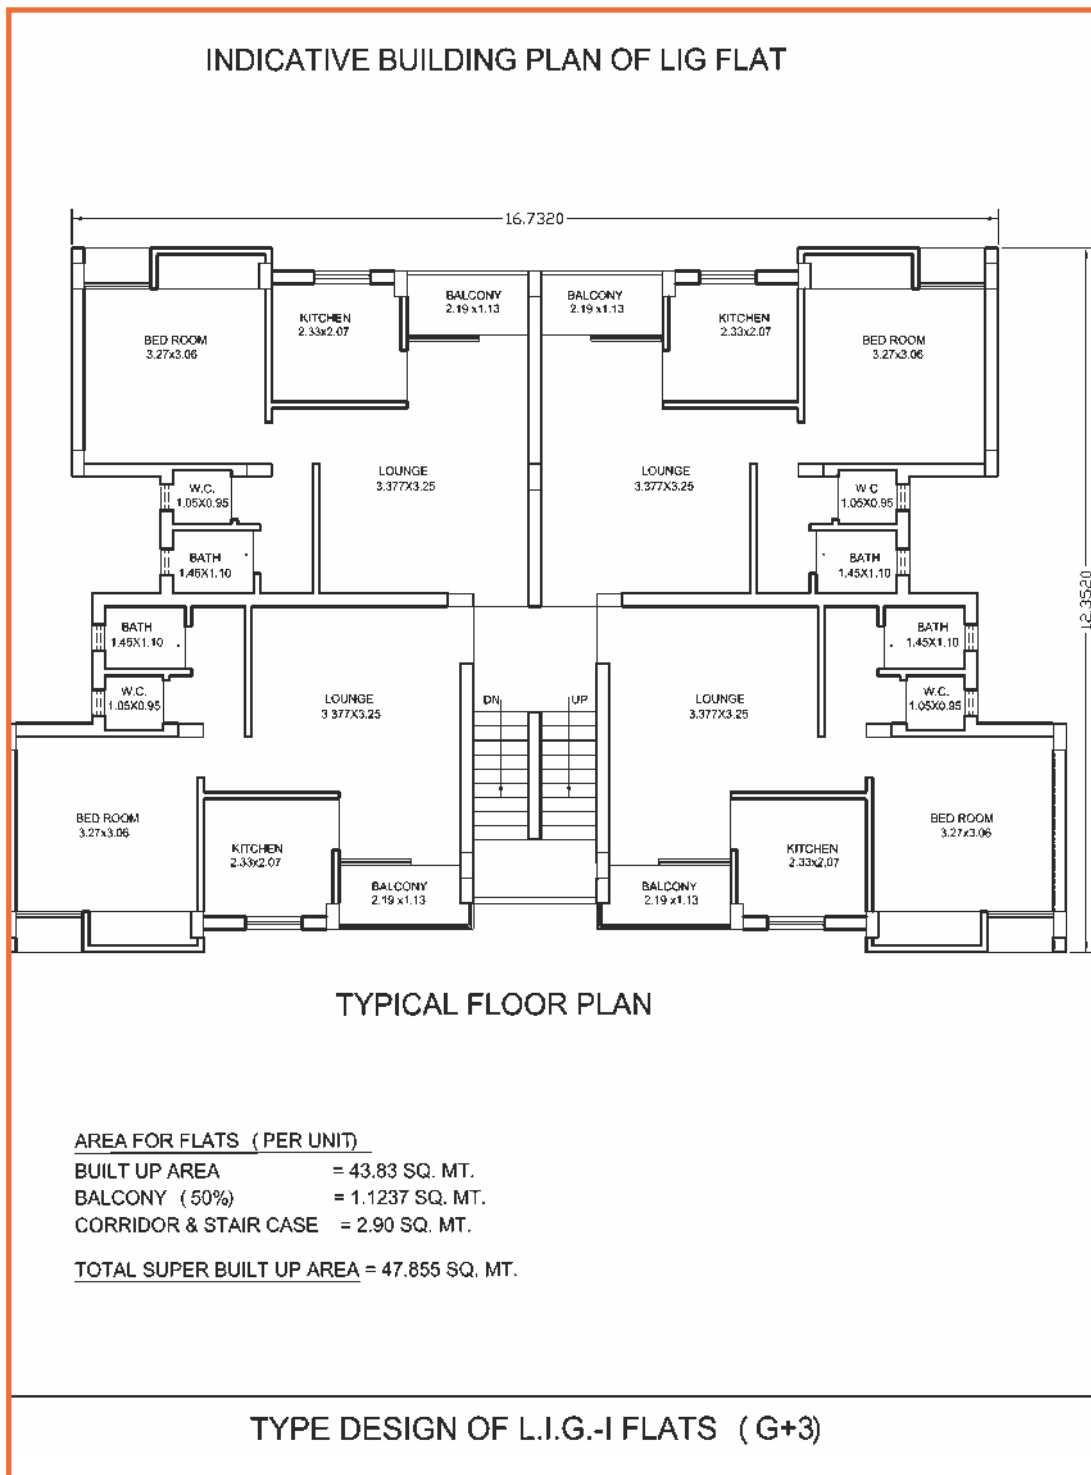 INDICATIVE BUILDING PLAN OF LIG FLAT
16.7320
BALCONY
2.19 x1.13
BALCONY
2.19 x1.13
KITCHEN
2.33x2.07
KITCHEN
2.33x2.07
BED ROOM
3.27x3.06
BED ROOM
3.27x3.06
LOUNGE
3.377X3.25
LOUNGE
3.377X3.25
W.C.
1.05X0.95
W.C
1.05X0.95
BATH
1.45X1.10
BATH
1.45X1.10
12.3520
BATH
1.45X1.10
BATH
1.45X1.10
W.C.
1.05X0.95
W.C.
1.05X0.95
LOUNGE
3.377X3.25
DN
UP
LOUNGE
3.377X3.25
BED ROOM
3.27x3.06
BED ROOM
3.27x3.06
KITCHEN
2.33x2.07
KITCHEN
2.33x2.07
BALCONY
2.19 x1.13
BALCONY
2.19 x1.13
TYPICAL FLOOR PLAN
AREA FOR FLATS (PER UNIT)
BUILT UP AREA = 43.83 SQ. MT.
BALCONY (50%) = 1.1237 SQ. MT.
CORRIDOR & STAIR CASE = 2.90 SQ. MT.
TOTAL SUPER BUILT UP AREA = 47.855 SQ. MT.
TYPE DESIGN OF L.I.G.-I FLATS (G+3)